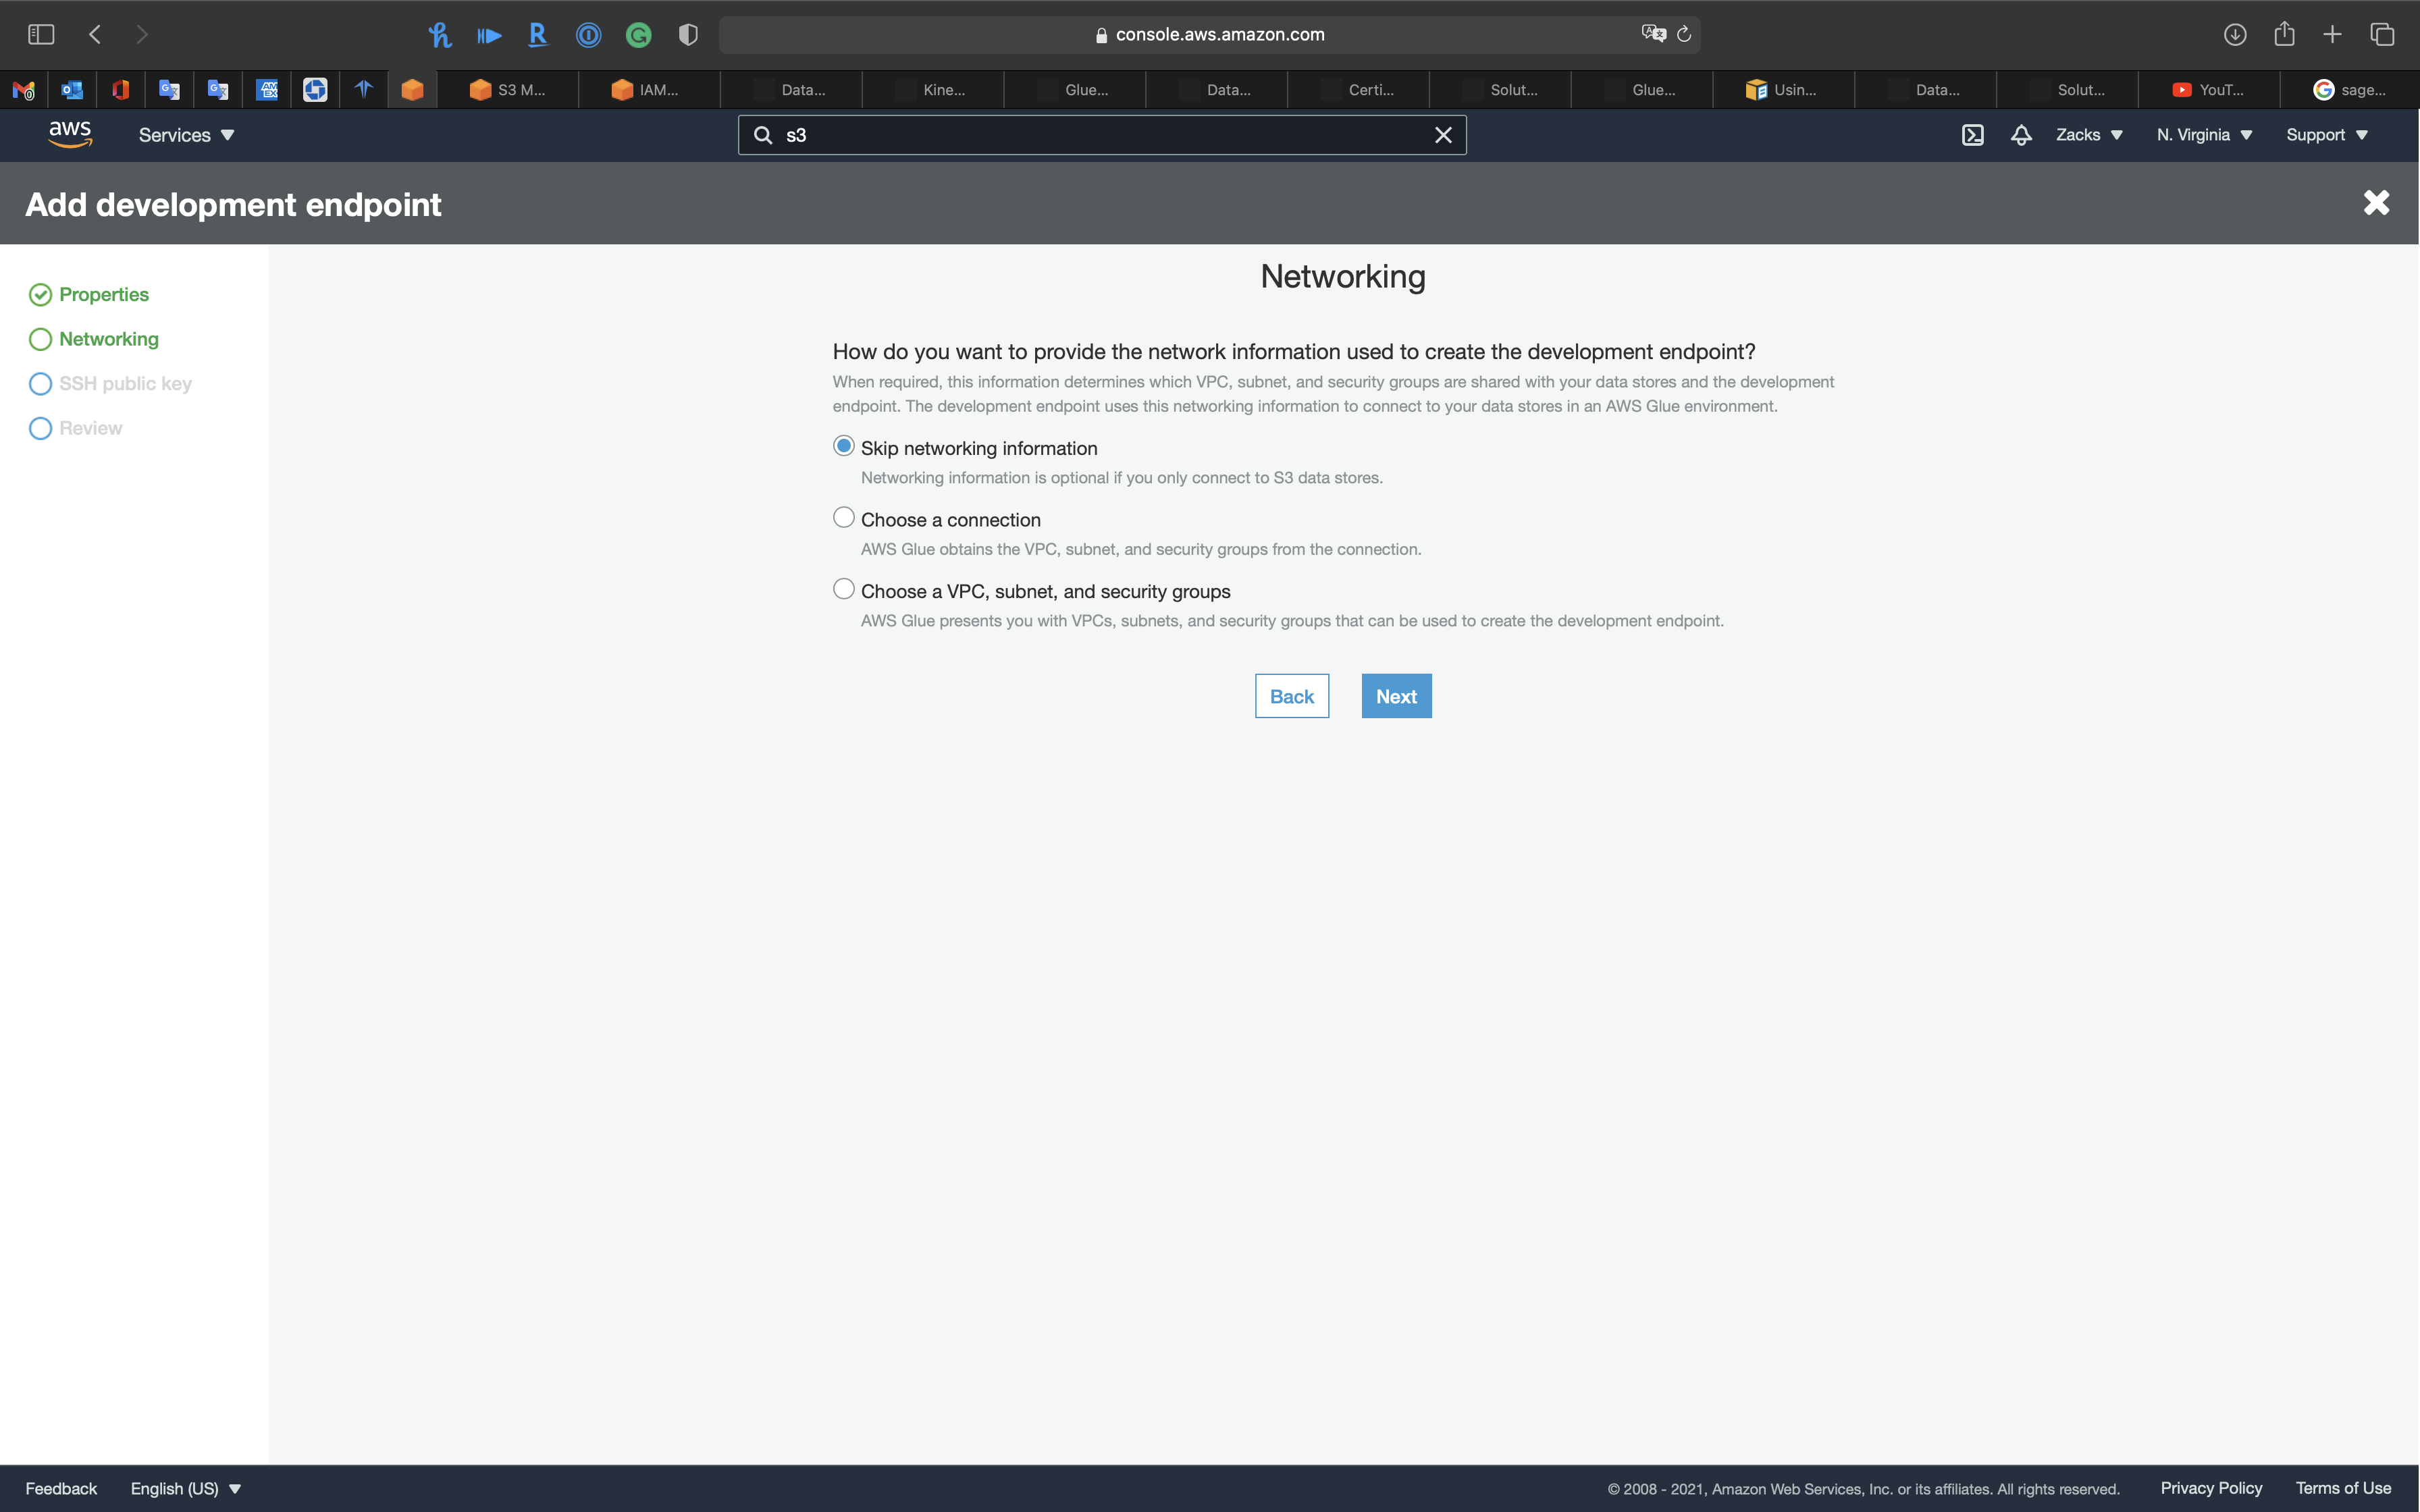 console.aws.amazon.com
S3 M...
IAM...
Data...
Kine...
Glue...
Data...
Certi...
Solut...
Glue...
Usin...
Data...
Solut...
YouT...
sage...
aws
Services
s3
Zacks
N. Virginia
Support
Add development endpoint
Properties
Networking
SSH public key
Review
Networking
How do you want to provide the network information used to create the development endpoint?
When required, this information determines which VPC, subnet, and security groups are shared with your data stores and the development
endpoint. The development endpoint uses this networking information to connect to your data stores in an AWS Glue environment.
Skip networking information
Networking information is optional if you only connect to S3 data stores.
Choose a connection
AWS Glue obtains the VPC, subnet, and security groups from the connection.
Choose a VPC, subnet, and security groups
AWS Glue presents you with VPCs, subnets, and security groups that can be used to create the development endpoint.
Back
Next
Feedback
English (US)
© 2008 - 2021, Amazon Web Services, Inc. or its affiliates. All rights reserved.
Privacy Policy
Terms of Use